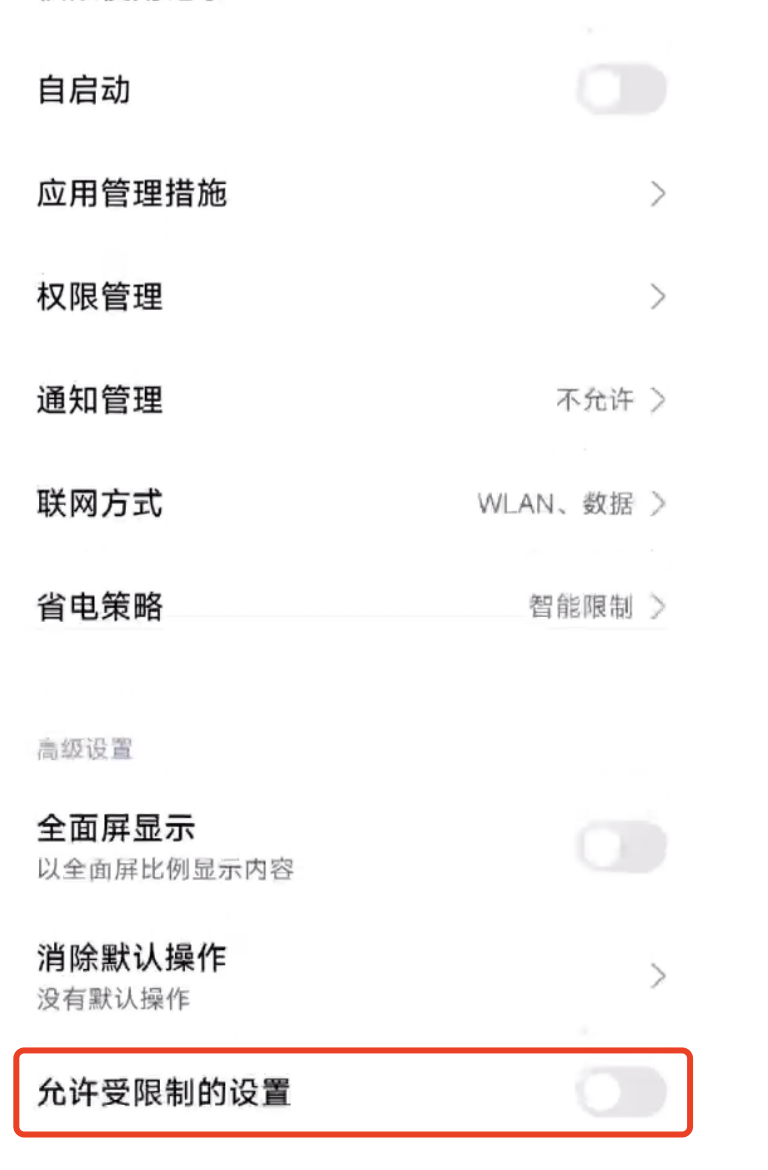 自启动
应用管理措施
权限管理
通知管理 不允许
联网方式 WLAN、数据
省电策略 智能限制
高级设置
全面屏显示
以全面屏比例显示内容
消除默认操作
没有默认操作
允许受限制的设置